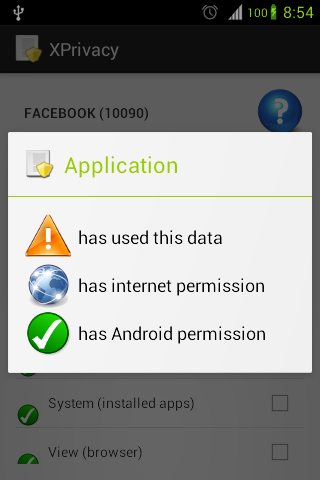 100 8:54
XPrivacy
FACEBOOK (10090)
?
Application
! has used this data
has internet permission
has Android permission
System (installed apps)
View (browser)